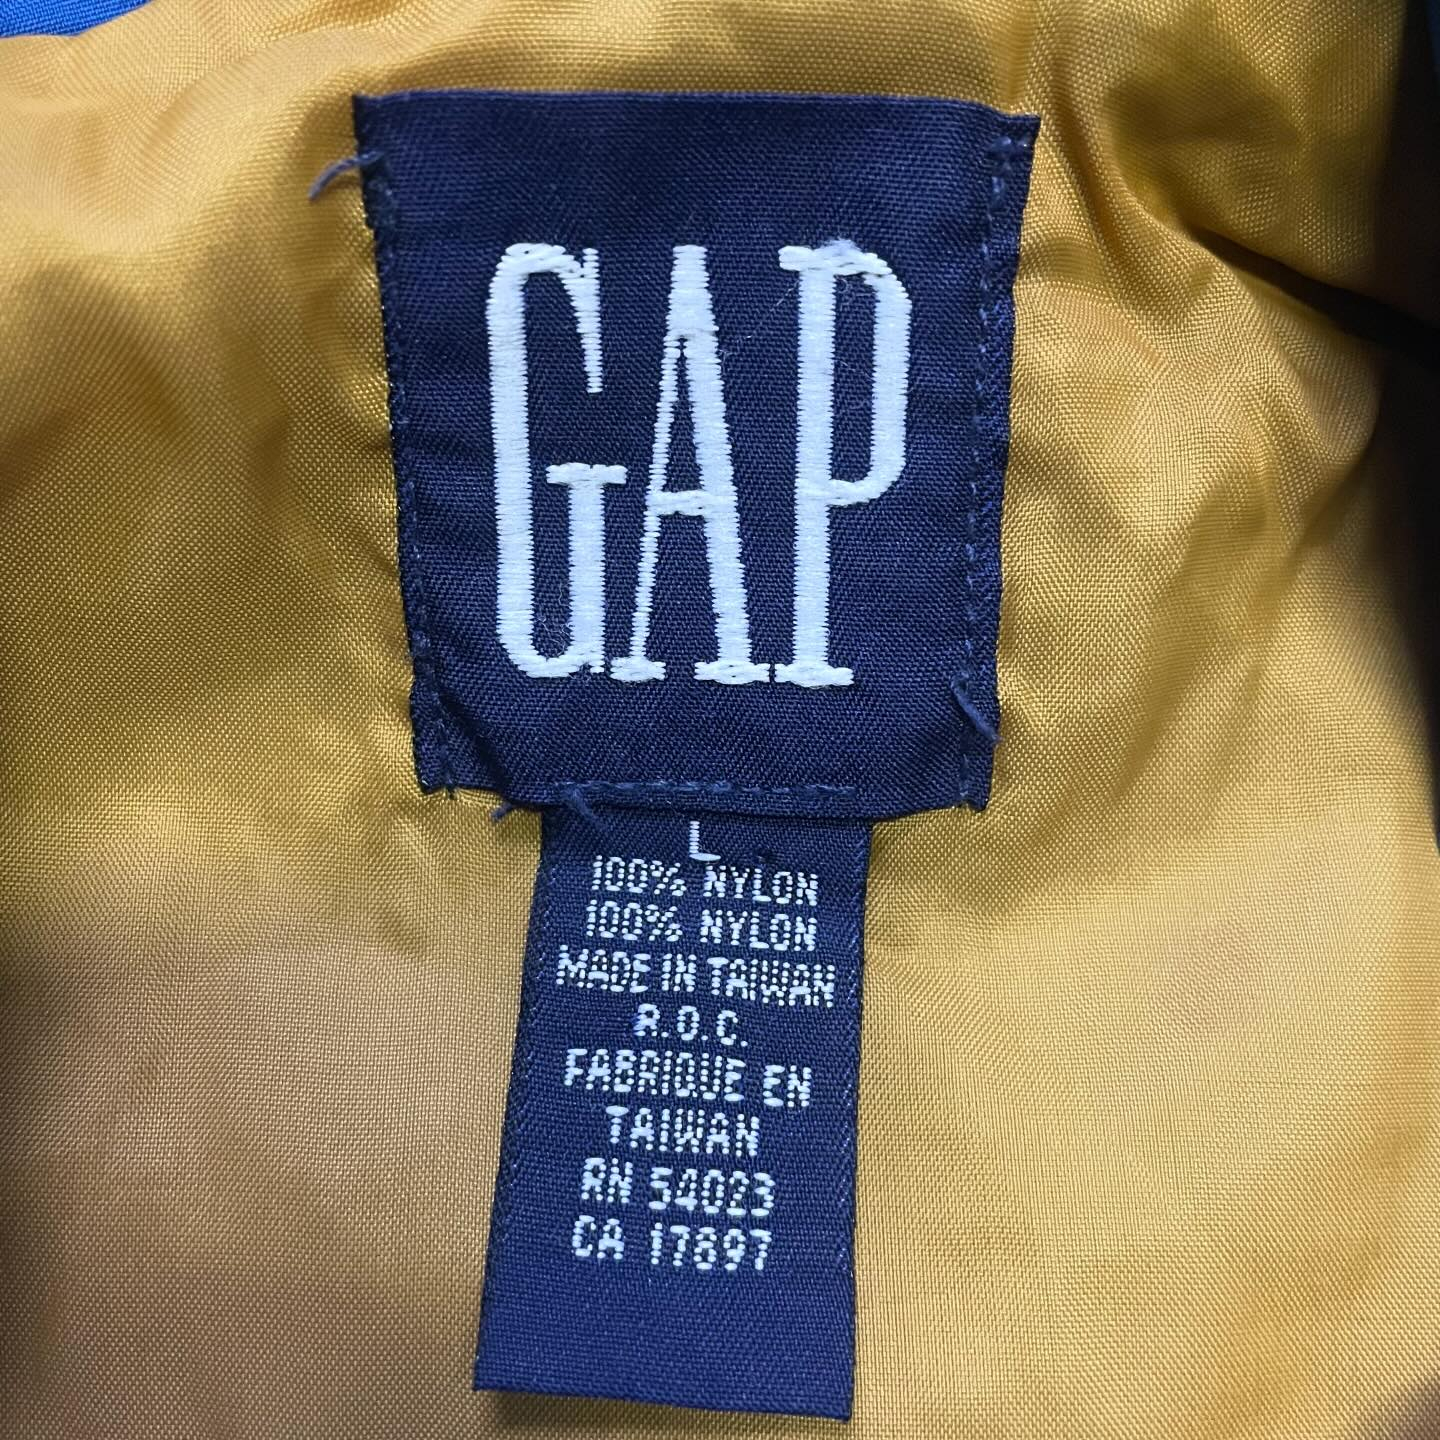 GAP
L
100% NYLON
100% NYLON
MADE IN TAIWAN
R.O.C.
FABRIQUE EN
TAIWAN
RN 54023
CA 17897